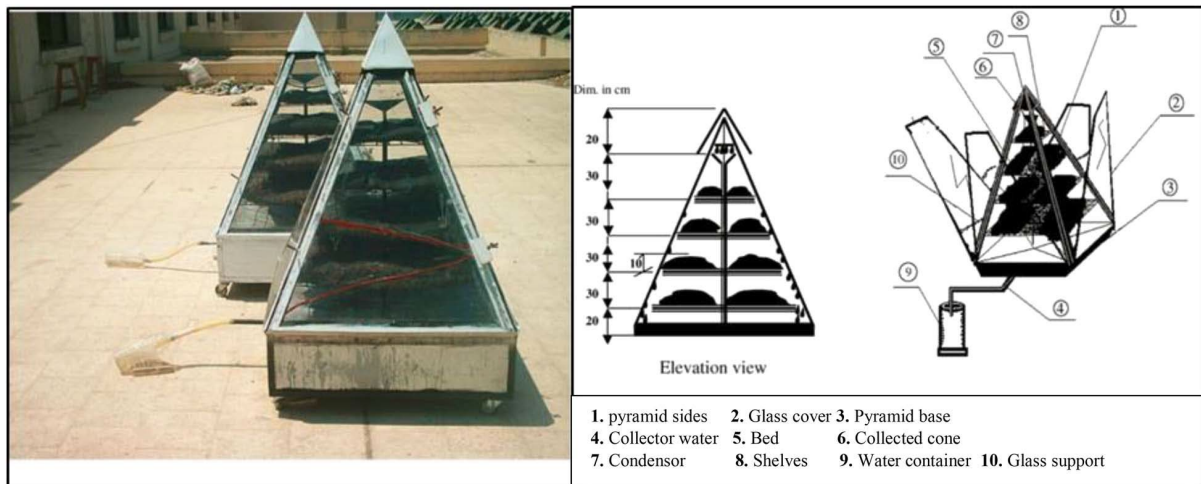 Dim. in cm
20
30
30
30
10
30
20
Elevation view
① ② ③ ④ ⑤ ⑥ ⑦ ⑧ ⑨ ⑩
1. pyramid sides 2. Glass cover 3. Pyramid base
4. Collector water 5. Bed 6. Collected cone
7. Condensor 8. Shelves 9. Water container 10. Glass support